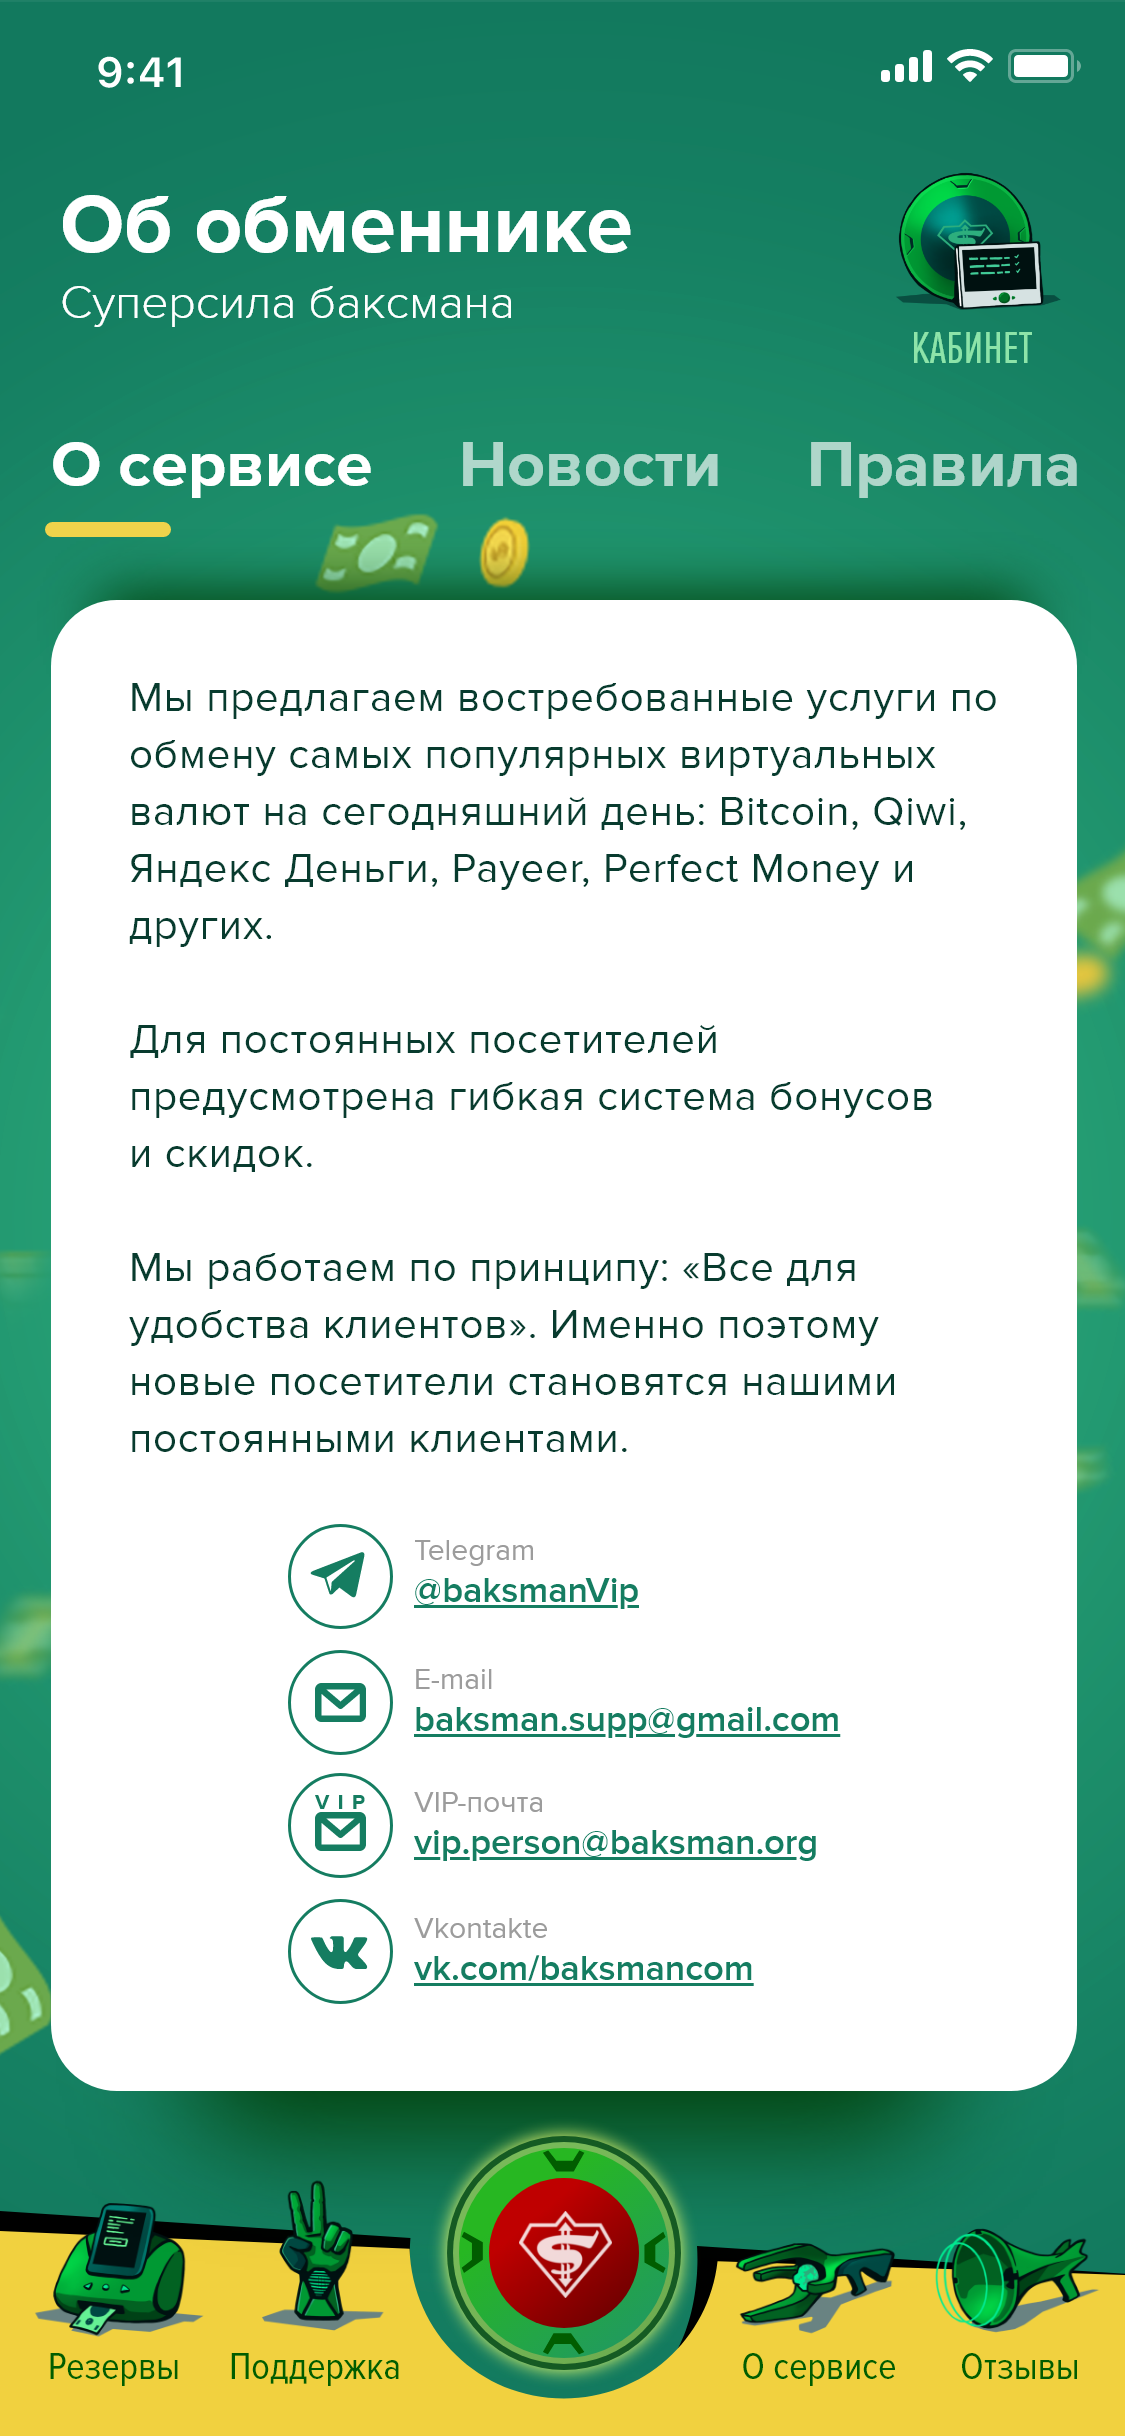 9:41
Об обменнике
Суперсила баксмана
КАБИНЕТ
О сервисе
Новости
Правила
Мы предлагаем востребованные услуги по
обмену самых популярных виртуальных
валют на сегодняшний день: Bitcoin, Qiwi,
Яндекс Деньги, Payeer, Perfect Money и
других.
Для постоянных посетителей
предусмотрена гибкая система бонусов
и скидок.
Мы работаем по принципу: «Все для
удобства клиентов». Именно поэтому
новые посетители становятся нашими
постоянными клиентами.
Telegram
@baksmanVip
E-mail
baksman.supp@gmail.com
VIP
VIP-почта
vip.person@baksman.org
Vkontakte
vk.com/baksmancom
Резервы
Поддержка
О сервисе
Отзывы